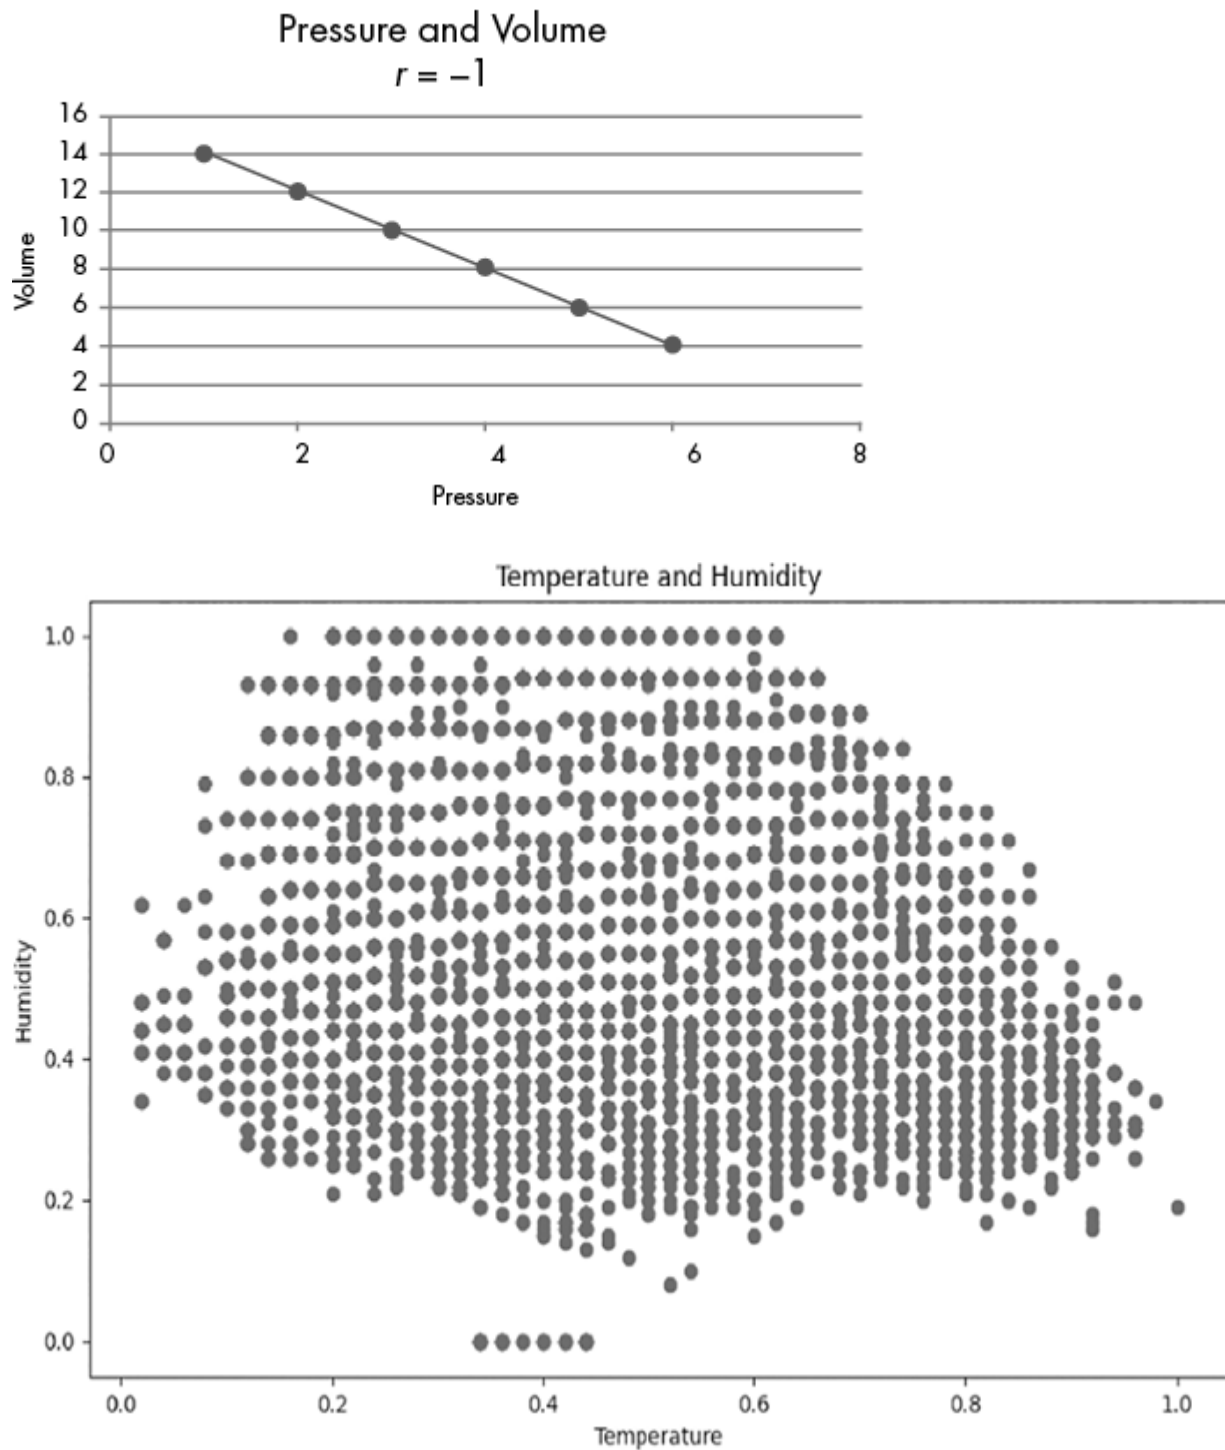 Pressure and Volume
r = –1
16
14
12
10
8
6
4
2
0
Volume
0 2 4 6 8
Pressure
Temperature and Humidity
1.0
0.8
0.6
0.4
0.2
0.0
Humidity
0.0 0.2 0.4 0.6 0.8 1.0
Temperature